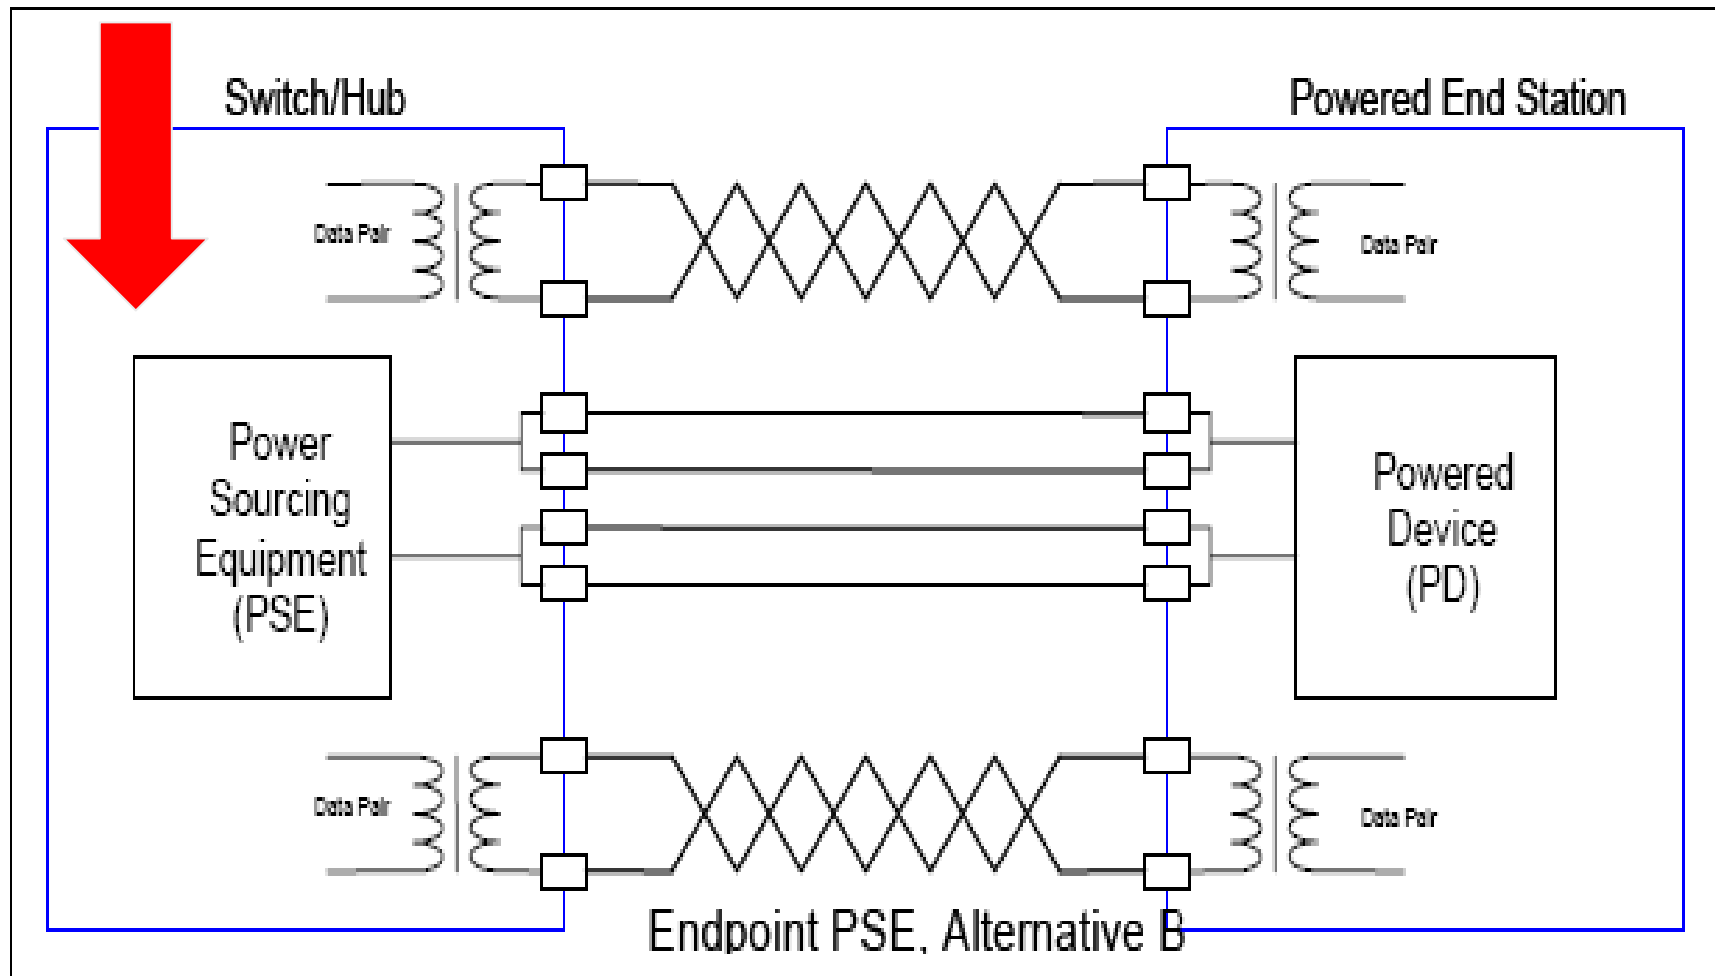 Switch/Hub
Powered End Station
Data Pair
Data Pair
Power
Sourcing
Equipment
(PSE)
Powered
Device
(PD)
Data Pair
Data Pair
Endpoint PSE, Alternative B